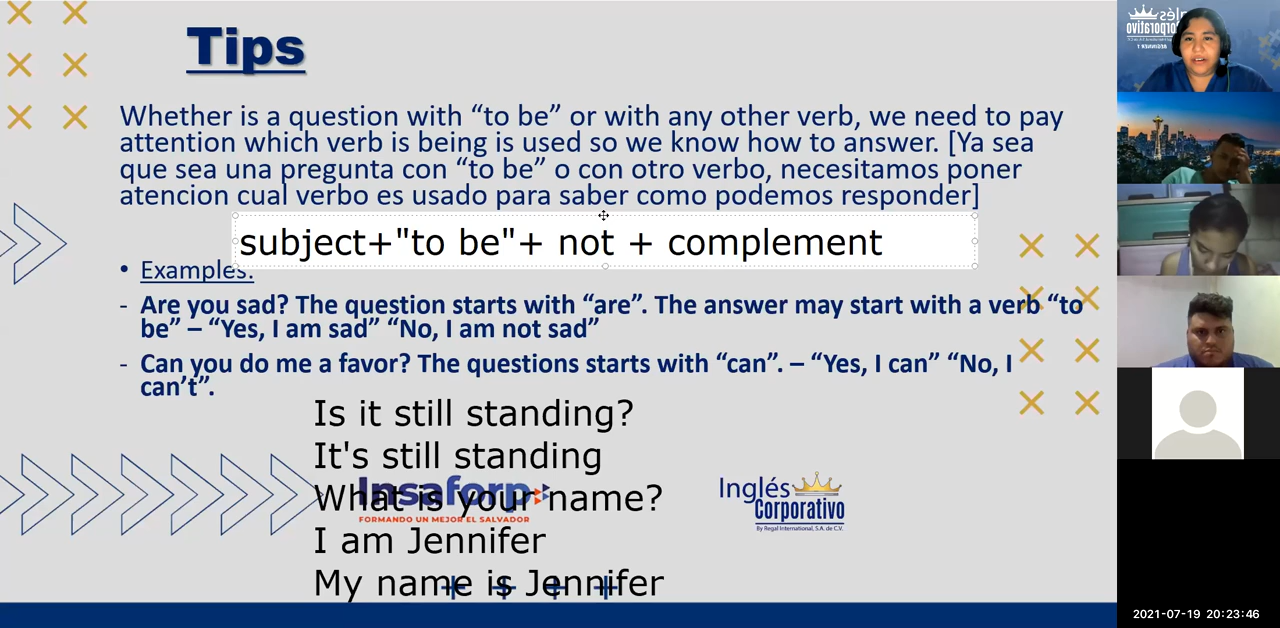 Tips
Whether is a question with “to be” or with any other verb, we need to pay
attention which verb is being is used so we know how to answer. [Ya sea
que sea una pregunta con “to be” o con otro verbo, necesitamos poner
atencion cual verbo es usado para saber como podemos responder]
subject+"to be"+ not + complement
• Examples:
- Are you sad? The question starts with “are”. The answer may start with a verb “to
be” – “Yes, I am sad” “No, I am not sad”
- Can you do me a favor? The questions starts with “can”. – “Yes, I can” “No, I
can’t”.
Is it still standing?
It's still standing
What is your name?
I am Jennifer
My name is Jennifer
Insaforp
FORMANDO UN MEJOR EL SALVADOR
Inglés
Corporativo
By Regal International, S.A. de C.V.
Inglés
Corporativo
2021-07-19 20:23:46